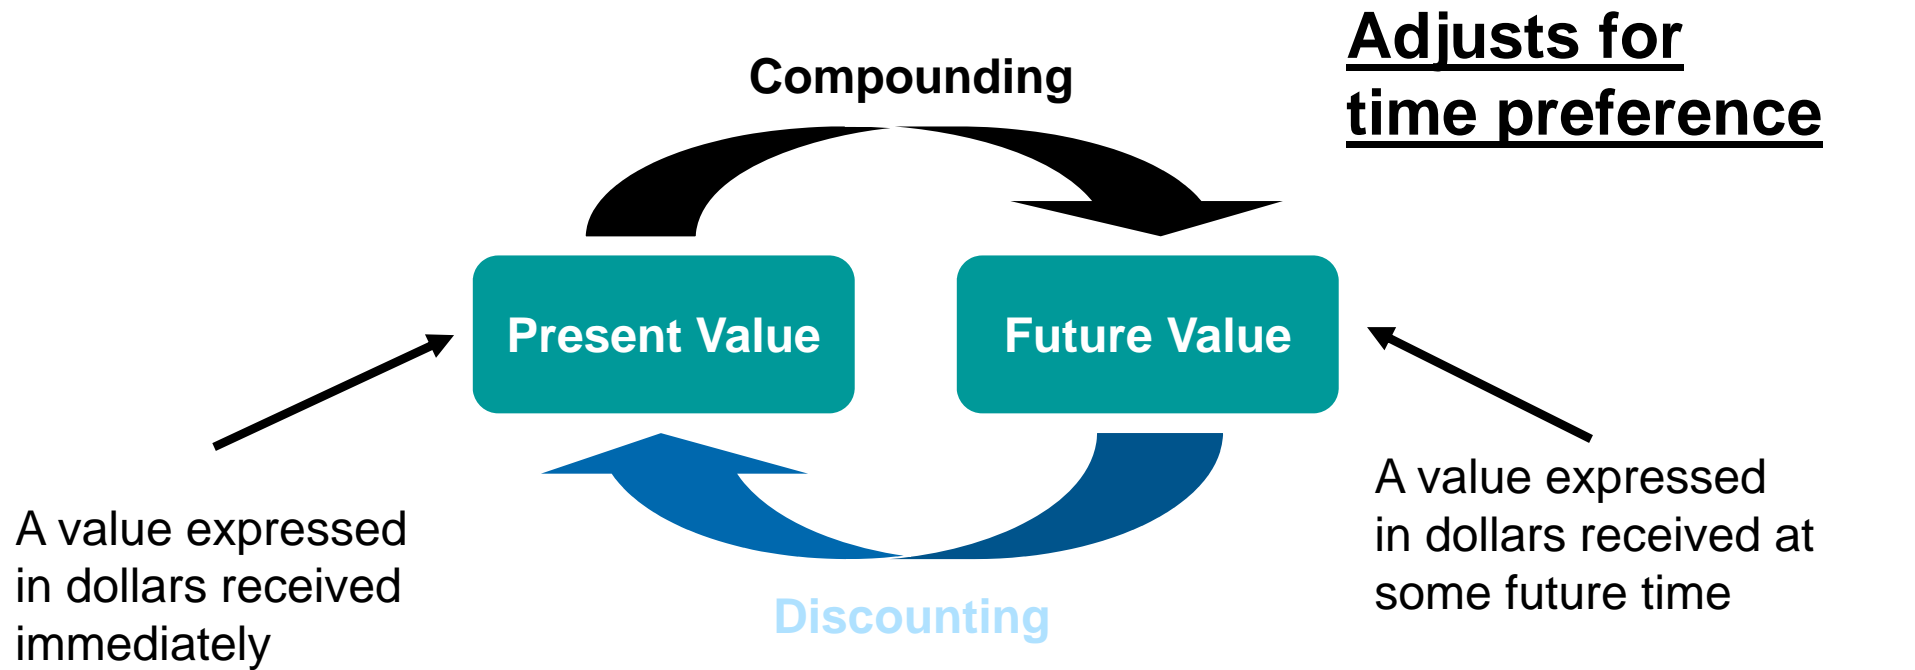 Adjusts for
time preference
Compounding
Present Value
Future Value
A value expressed
in dollars received
immediately
A value expressed
in dollars received at
some future time
Discounting